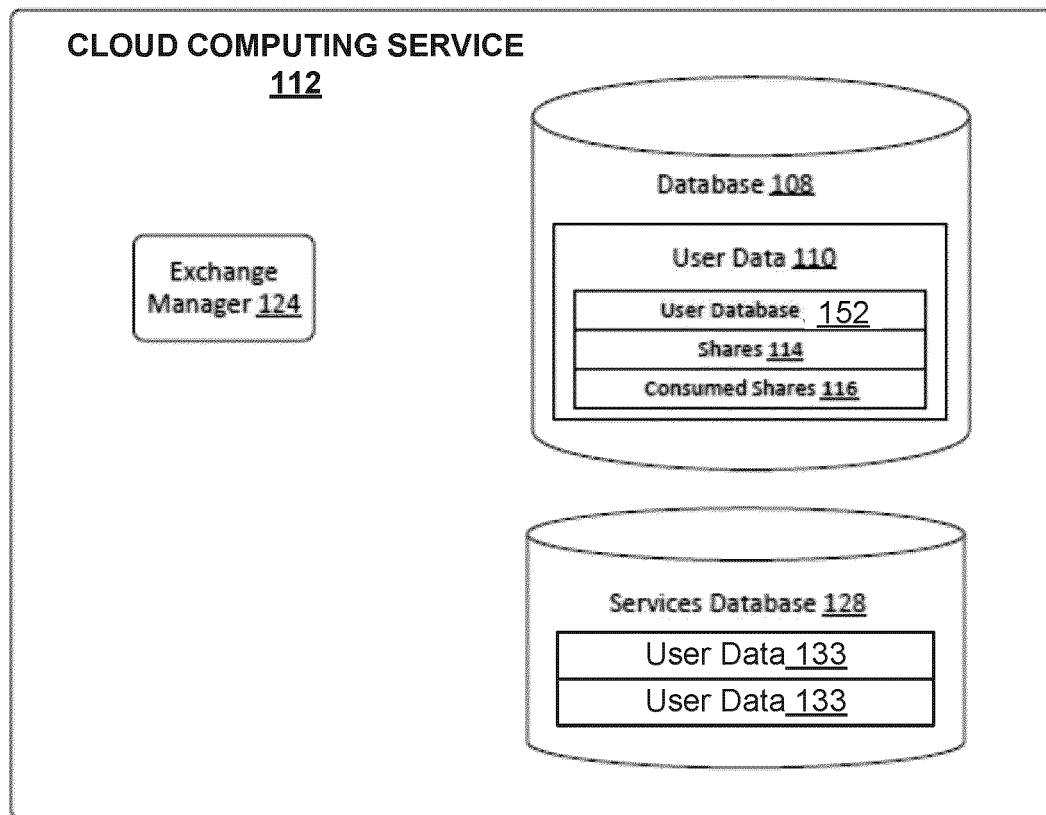 CLOUD COMPUTING SERVICE
112
Database 108
Exchange
Manager 124
User Data 110
User Database 152
Shares 114
Consumed Shares 116
Services Database 128
User Data 133
User Data 133